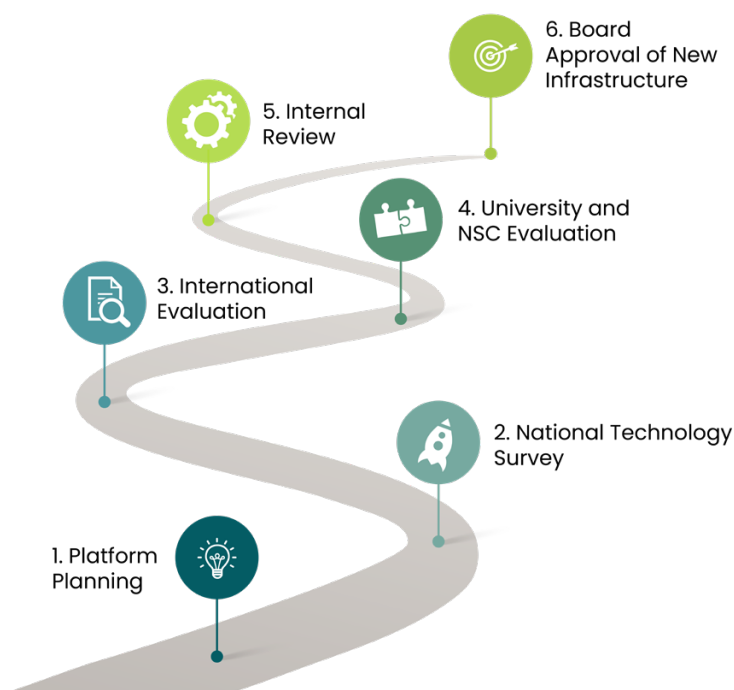 6. Board
Approval of New
Infrastructure
5. Internal
Review
4. University and
NSC Evaluation
3. International
Evaluation
2. National Technology
Survey
1. Platform
Planning